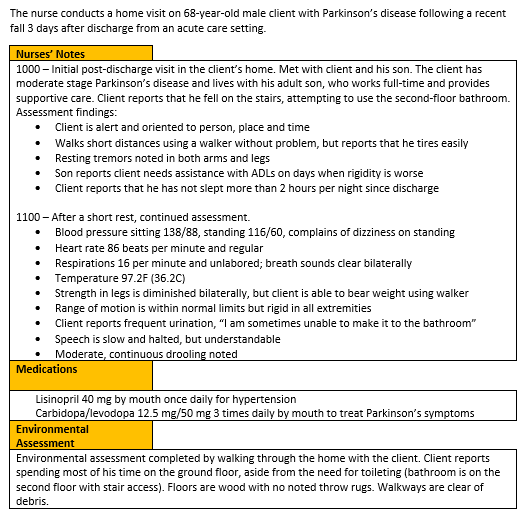 The nurse conducts a home visit on 68-year-old male client with Parkinson's disease following a recent
fall 3 days after discharge from an acute care setting.
Nurses' Notes
1000 – Initial post-discharge visit in the client's home. Met with client and his son. The client has
moderate stage Parkinson's disease and lives with his adult son, who works full-time and provides
supportive care. Client reports that he fell on the stairs, attempting to use the second-floor bathroom.
Assessment findings:
• Client is alert and oriented to person, place and time
• Walks short distances using a walker without problem, but reports that he tires easily
• Resting tremors noted in both arms and legs
• Son reports client needs assistance with ADLs on days when rigidity is worse
• Client reports that he has not slept more than 2 hours per night since discharge
1100 – After a short rest, continued assessment.
• Blood pressure sitting 138/88, standing 116/60, complains of dizziness on standing
• Heart rate 86 beats per minute and regular
• Respirations 16 per minute and unlabored; breath sounds clear bilaterally
• Temperature 97.2F (36.2C)
• Strength in legs is diminished bilaterally, but client is able to bear weight using walker
• Range of motion is within normal limits but rigid in all extremities
• Client reports frequent urination, "I am sometimes unable to make it to the bathroom"
• Speech is slow and halted, but understandable
• Moderate, continuous drooling noted
Medications
Lisinopril 40 mg by mouth once daily for hypertension
Carbidopa/levodopa 12.5 mg/50 mg 3 times daily by mouth to treat Parkinson's symptoms
Environmental
Assessment
Environmental assessment completed by walking through the home with the client. Client reports
spending most of his time on the ground floor, aside from the need for toileting (bathroom is on the
second floor with stair access). Floors are wood with no noted throw rugs. Walkways are clear of
debris.